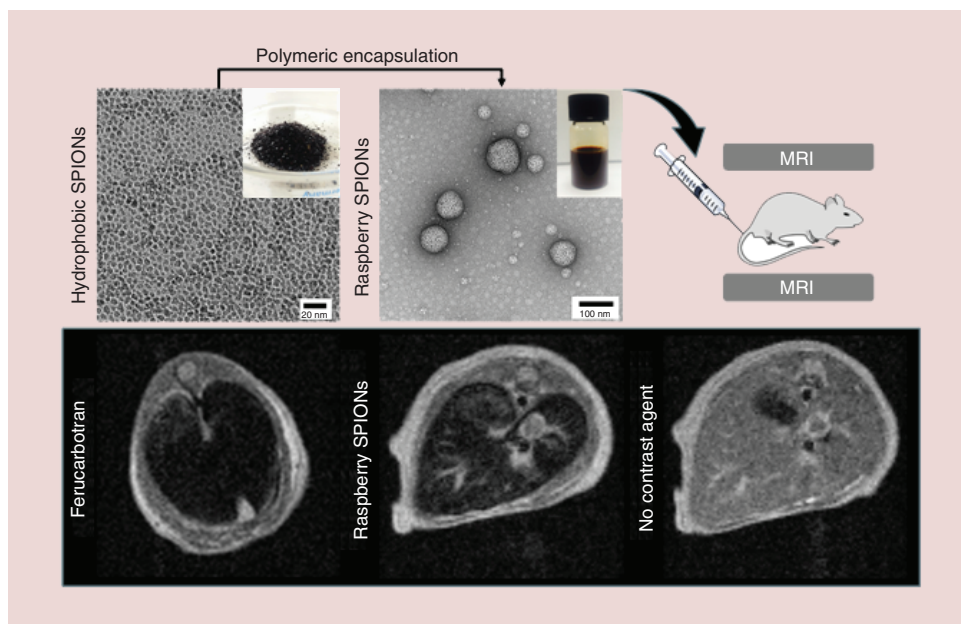 Polymeric encapsulation
Hydrophobic SPIONs
20 nm
Raspberry SPIONs
100 nm
MRI
MRI
Ferucarbotran
Raspberry SPIONs
No contrast agent